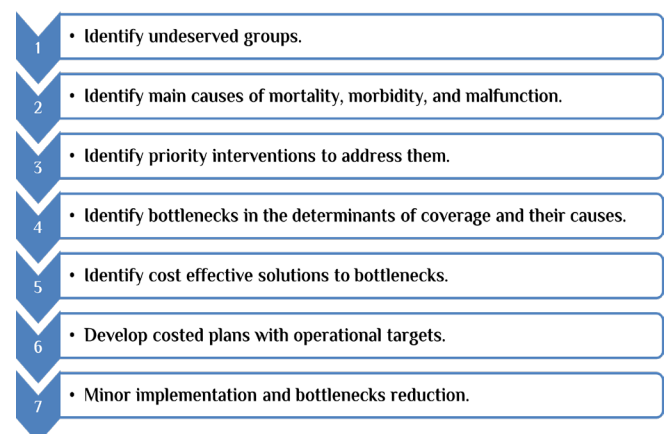 1 • Identify undeserved groups.
2 • Identify main causes of mortality, morbidity, and malfunction.
3 • Identify priority interventions to address them.
4 • Identify bottlenecks in the determinants of coverage and their causes.
5 • Identify cost effective solutions to bottlenecks.
6 • Develop costed plans with operational targets.
7 • Minor implementation and bottlenecks reduction.